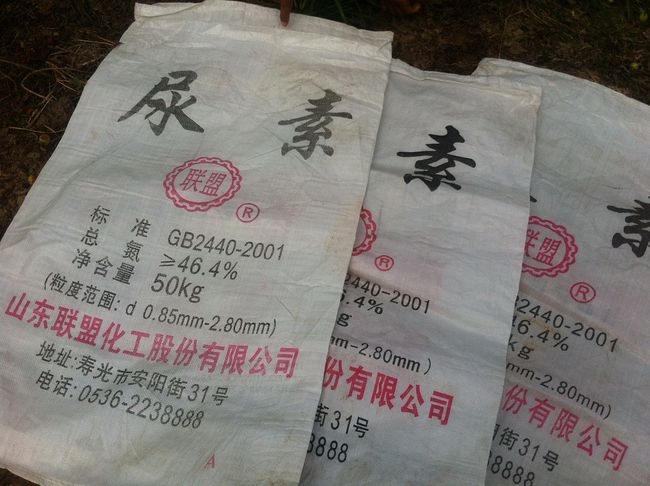 尿素
联盟
®
标准 GB2440-2001
总氮 ≥46.4%
净含量 50kg
(粒度范围: d 0.85mm-2.80mm)
山东联盟化工股份有限公司
地址:寿光市安阳街31号
电话: 0536-2238888
A
素
®
2440-2001
6.4%
g
-2.80mm)
份有限公司
街31号
8888
素
联盟
®
2440-2001
≥46.4%
kg
m-2.80mm)
份有限公司
街31号
8888